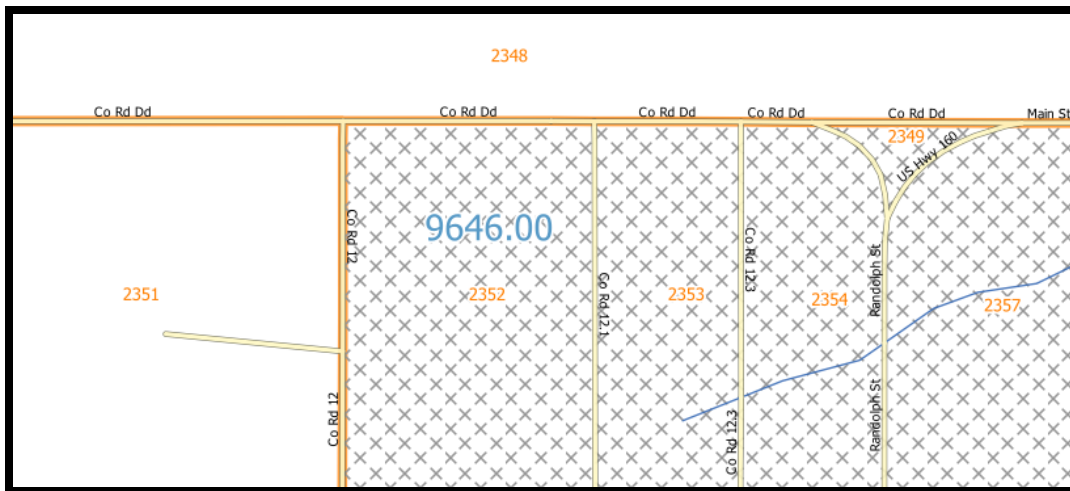 2348
Co Rd Dd
Co Rd Dd
Co Rd Dd
Co Rd Dd
Co Rd Dd
Main St
2349
US Hwy 160
9646.00
Co Rd 12
Co Rd 12.3
Randolph St
2351
2352
Co Rd 12.1
2353
2354
2357
Co Rd 12
Co Rd 12.3
Randolph St